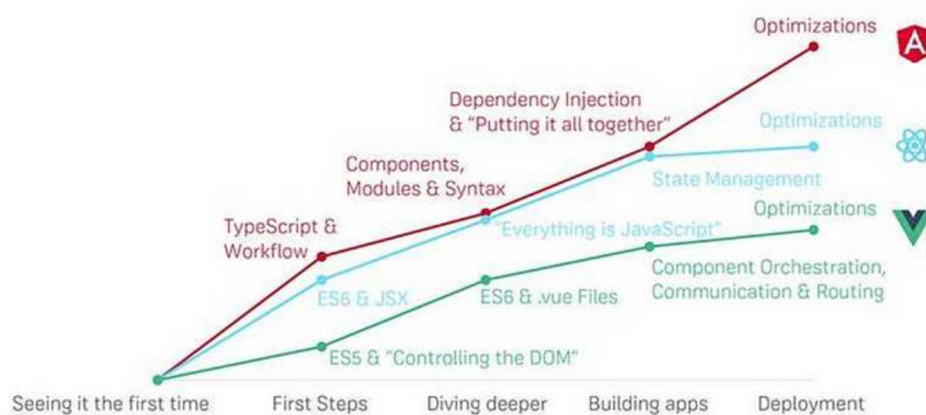 Optimizations
A
Dependency Injection
& "Putting it all together"
Optimizations
Components,
Modules & Syntax
State Management
Optimizations
TypeScript &
Workflow
"Everything is JavaScript"
Component Orchestration,
Communication & Routing
ES6 & JSX
ES6 & .vue Files
ES5 & "Controlling the DOM"
Seeing it the first time
First Steps
Diving deeper
Building apps
Deployment